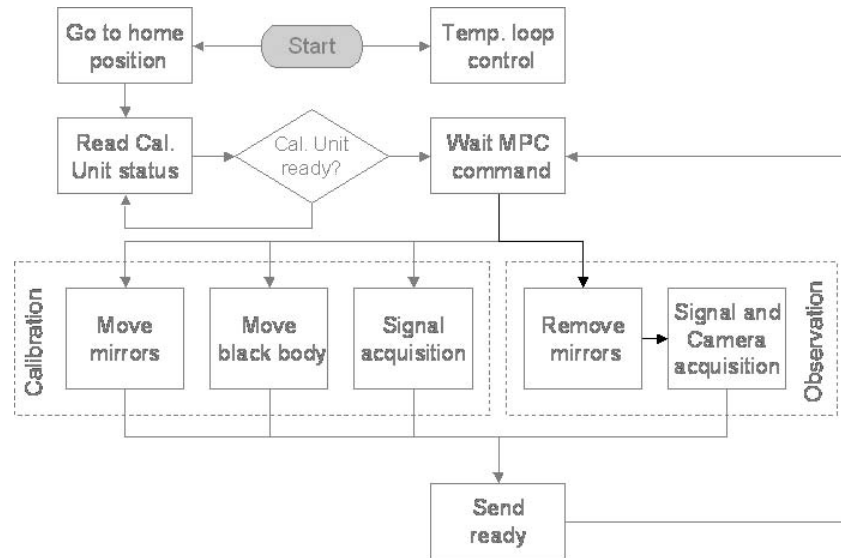 Go to home
position
Start
Temp. loop
control
Read Cal.
Unit status
Cal. Unit
ready?
Wait MPC
command
Calibration
Move
mirrors
Move
black body
Signal
acquisition
Remove
mirrors
Signal and
Camera
acquisition
Observation
Send
ready